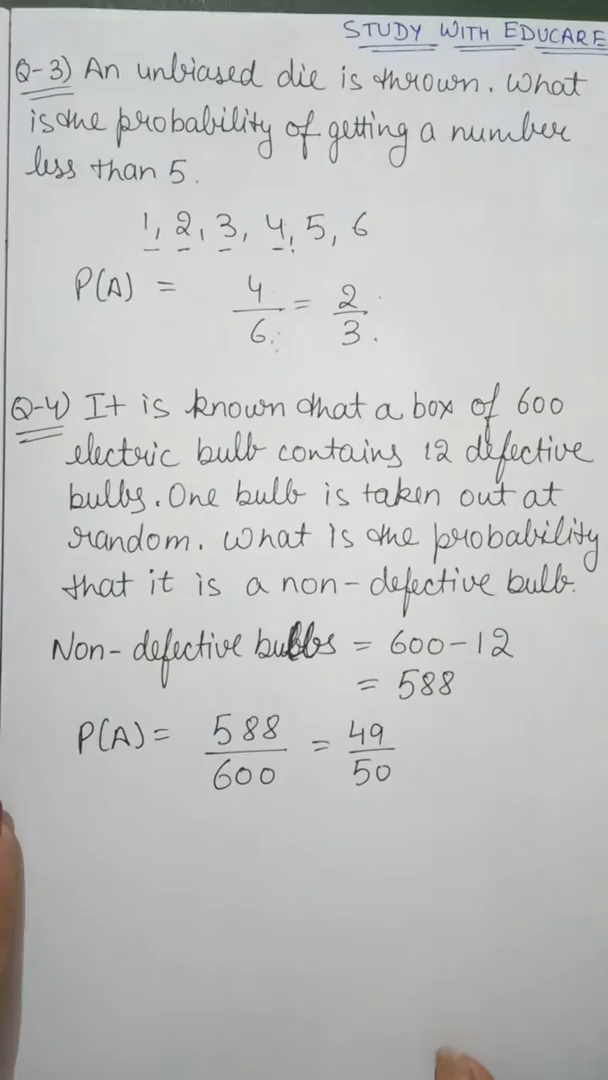 STUDY WITH EDUCARE
Q-3) An unbiased die is thrown. What
is the probability of getting a number
less than 5.
1, 2, 3, 4, 5, 6
P(A) = 4/6 = 2/3.
Q-4) It is known that a box of 600
electric bulb contains 12 defective
bulbs. One bulb is taken out at
random. What is the probability
that it is a non-defective bulb.
Non-defective bulbs = 600-12
= 588
P(A) = 588/600 = 49/50